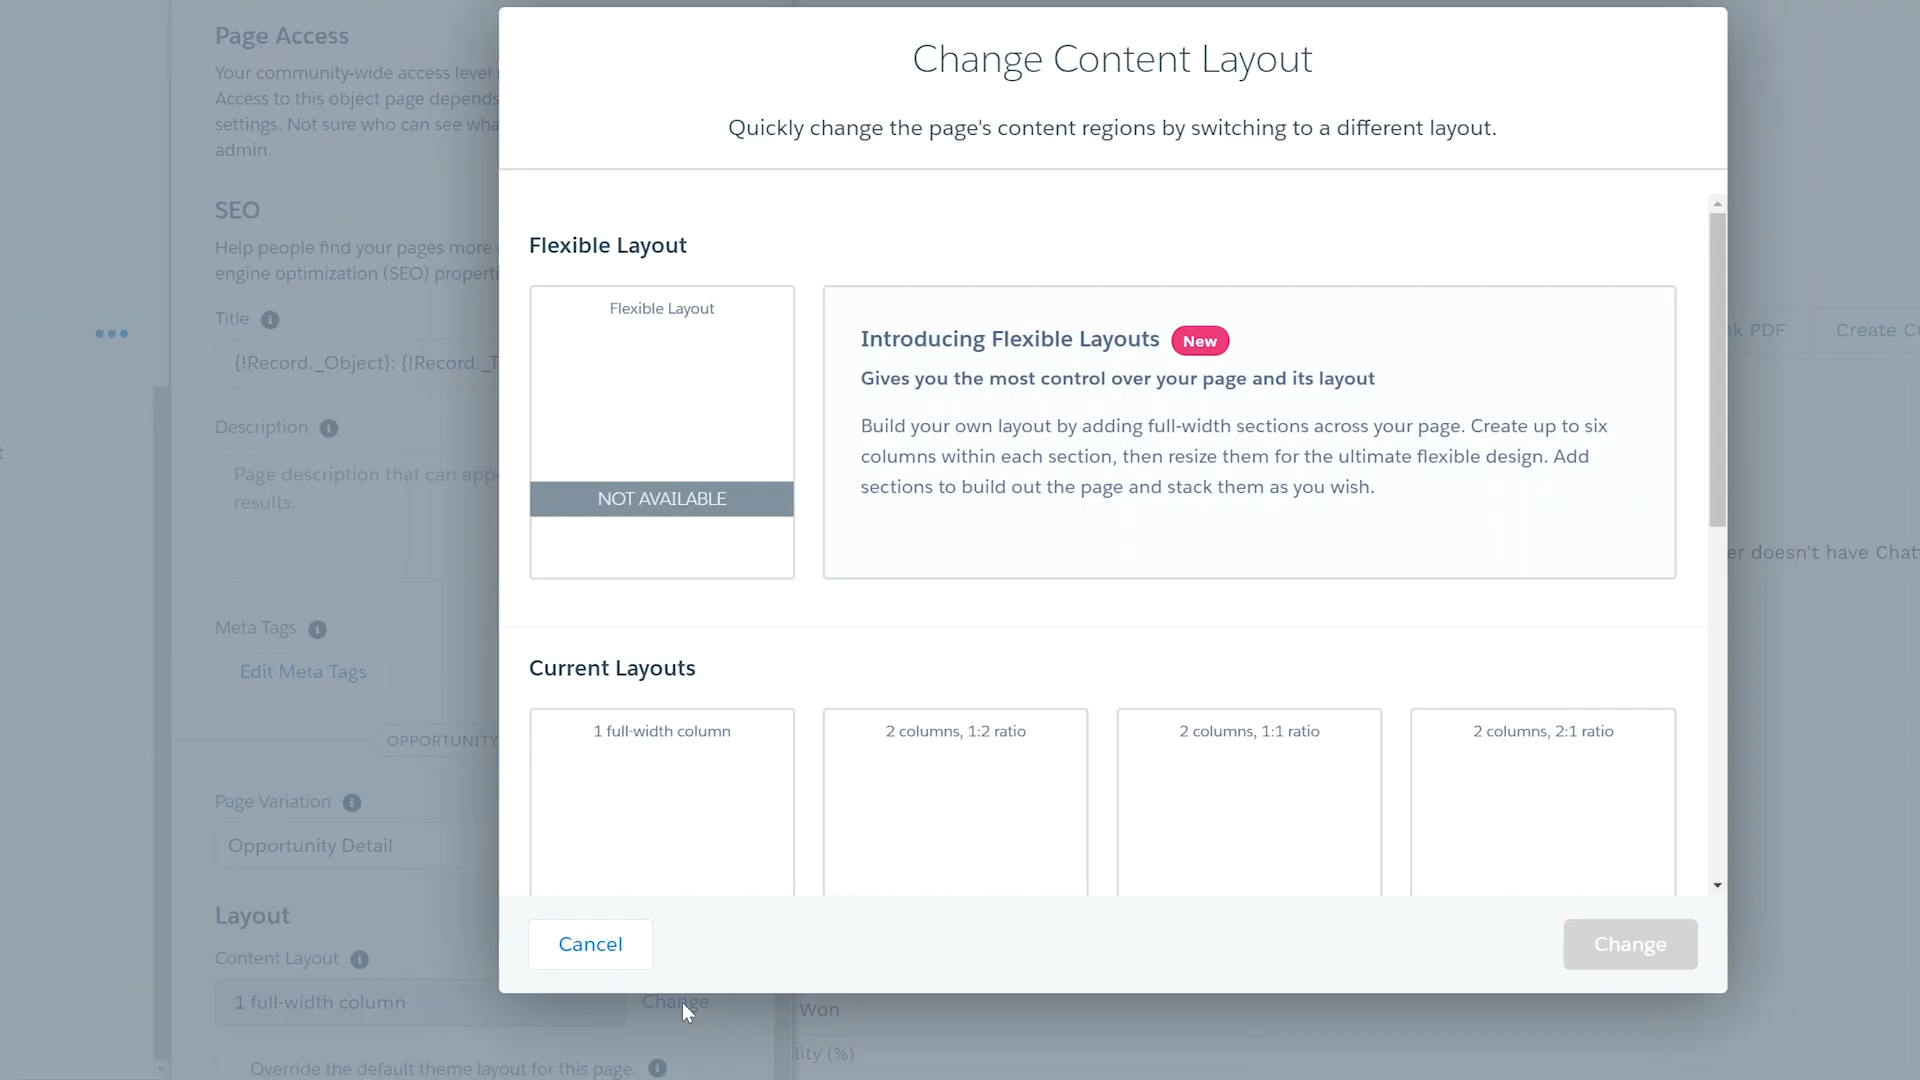 Page Access
Your community-wide access level
Access to this object page depends
settings. Not sure who can see
admin.
SEO
Help people find your pages more
engine optimization (SEO)
Title
{!Record._Object}: {!Record._T
Description
Page description that can
results.
Meta Tags
Edit Meta Tags
OPPORTUNITY
Page Variation
Opportunity Detail
Layout
Content Layout
1 full-width column
Change
Override the default theme layout for this page.
Change Content Layout
Quickly change the page's content regions by switching to a different layout.
Flexible Layout
Flexible Layout
NOT AVAILABLE
Introducing Flexible Layouts New
Gives you the most control over your page and its layout
Build your own layout by adding full-width sections across your page. Create up to six
columns within each section, then resize them for the ultimate flexible design. Add
sections to build out the page and stack them as you wish.
Current Layouts
1 full-width column
2 columns, 1:2 ratio
2 columns, 1:1 ratio
2 columns, 2:1 ratio
Cancel
Change
PDF
Create
doesn't have
Won
(%)